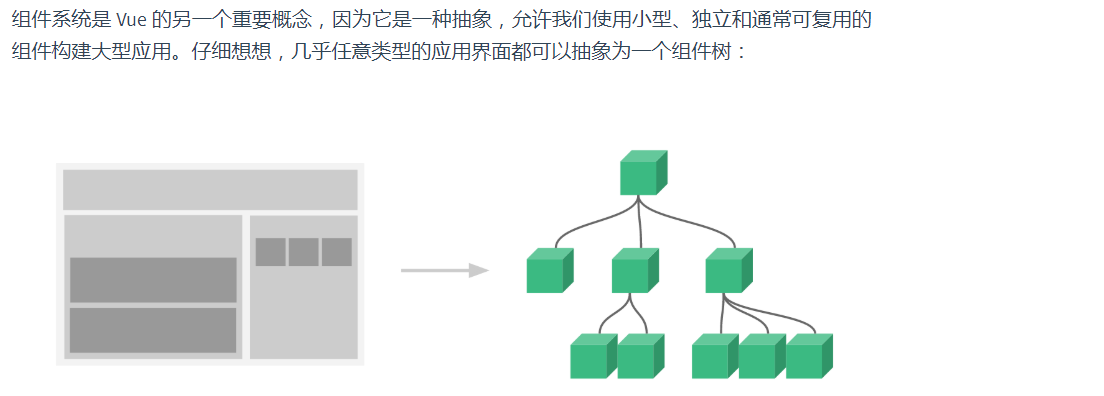 组件系统是 Vue 的另一个重要概念，因为它是一种抽象，允许我们使用小型、独立和通常可复用的
组件构建大型应用。仔细想想，几乎任意类型的应用界面都可以抽象为一个组件树：